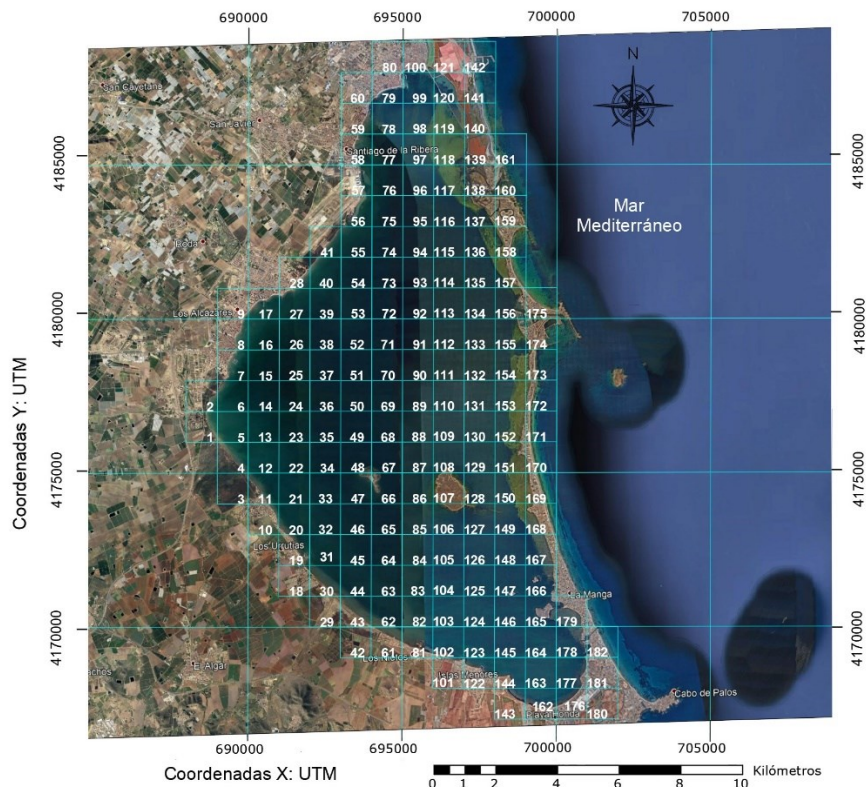 690000 695000 700000 705000
N
80 100 121 142
San Cayetano
60 79 99 120 141
San Javier
59 78 98 119 140
Santiago de la Ribera
58 77 97 118 139 161
4185000 4185000
57 76 96 117 138 160
Mar
Mediterráneo
56 75 95 116 137 159
Roda
41 55 74 94 115 136 158
28 40 54 73 93 114 135 157
Los Alcázares
9 17 27 39 53 72 92 113 134 156 175
4180000 4180000
8 16 26 38 52 71 91 112 133 155 174
7 15 25 37 51 70 90 111 132 154 173
2 6 14 24 36 50 69 89 110 131 153 172
1 5 13 23 35 49 68 88 109 130 152 171
4 12 22 34 48 67 87 108 129 151 170
4175000 4175000
3 11 21 33 47 66 86 107 128 150 169
10 20 32 46 65 85 106 127 149 168
Los Urrutias
19 31 45 64 84 105 126 148 167
18 30 44 63 83 104 125 147 166
La Manga
29 43 62 82 103 124 146 165 179
4170000 4170000
42 61 81 102 123 145 164 178 182
Los Nietos
El Algar
Islas Menores
101 122 144 163 177 181
Cabo de Palos
162 176
143 180
Playa Honda
690000 695000 700000 705000
Coordenadas Y: UTM
Coordenadas X: UTM
Kilómetros
0 1 2 4 6 8 10